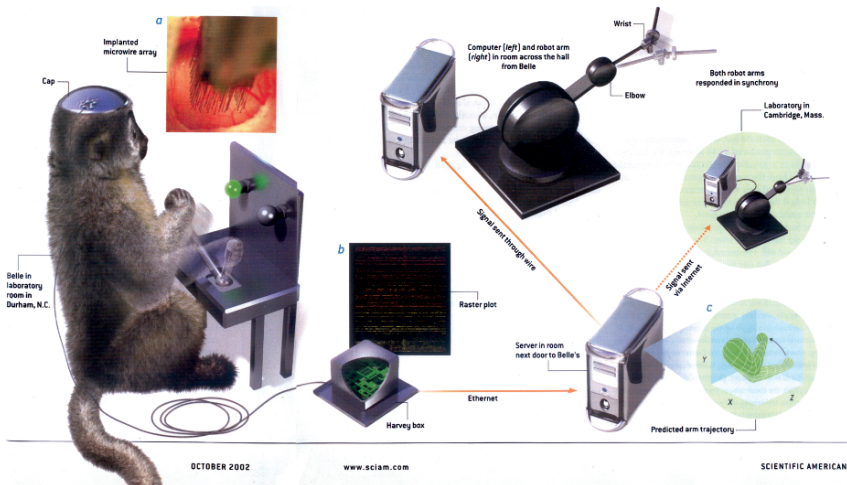 a
Implanted
microwire array
Cap
Computer (left) and robot arm
(right) in room across the hall
from Belle
Wrist
Elbow
Both robot arms
responded in synchrony
Laboratory in
Cambridge, Mass.
Signal sent through wire
Signal sent
via Internet
Belle in
laboratory
room in
Durham, N.C.
b
Raster plot
Server in room
next door to Belle's
Ethernet
Harvey box
c
Y
X
Z
Predicted arm trajectory
OCTOBER 2002
www.sciam.com
SCIENTIFIC AMERICAN